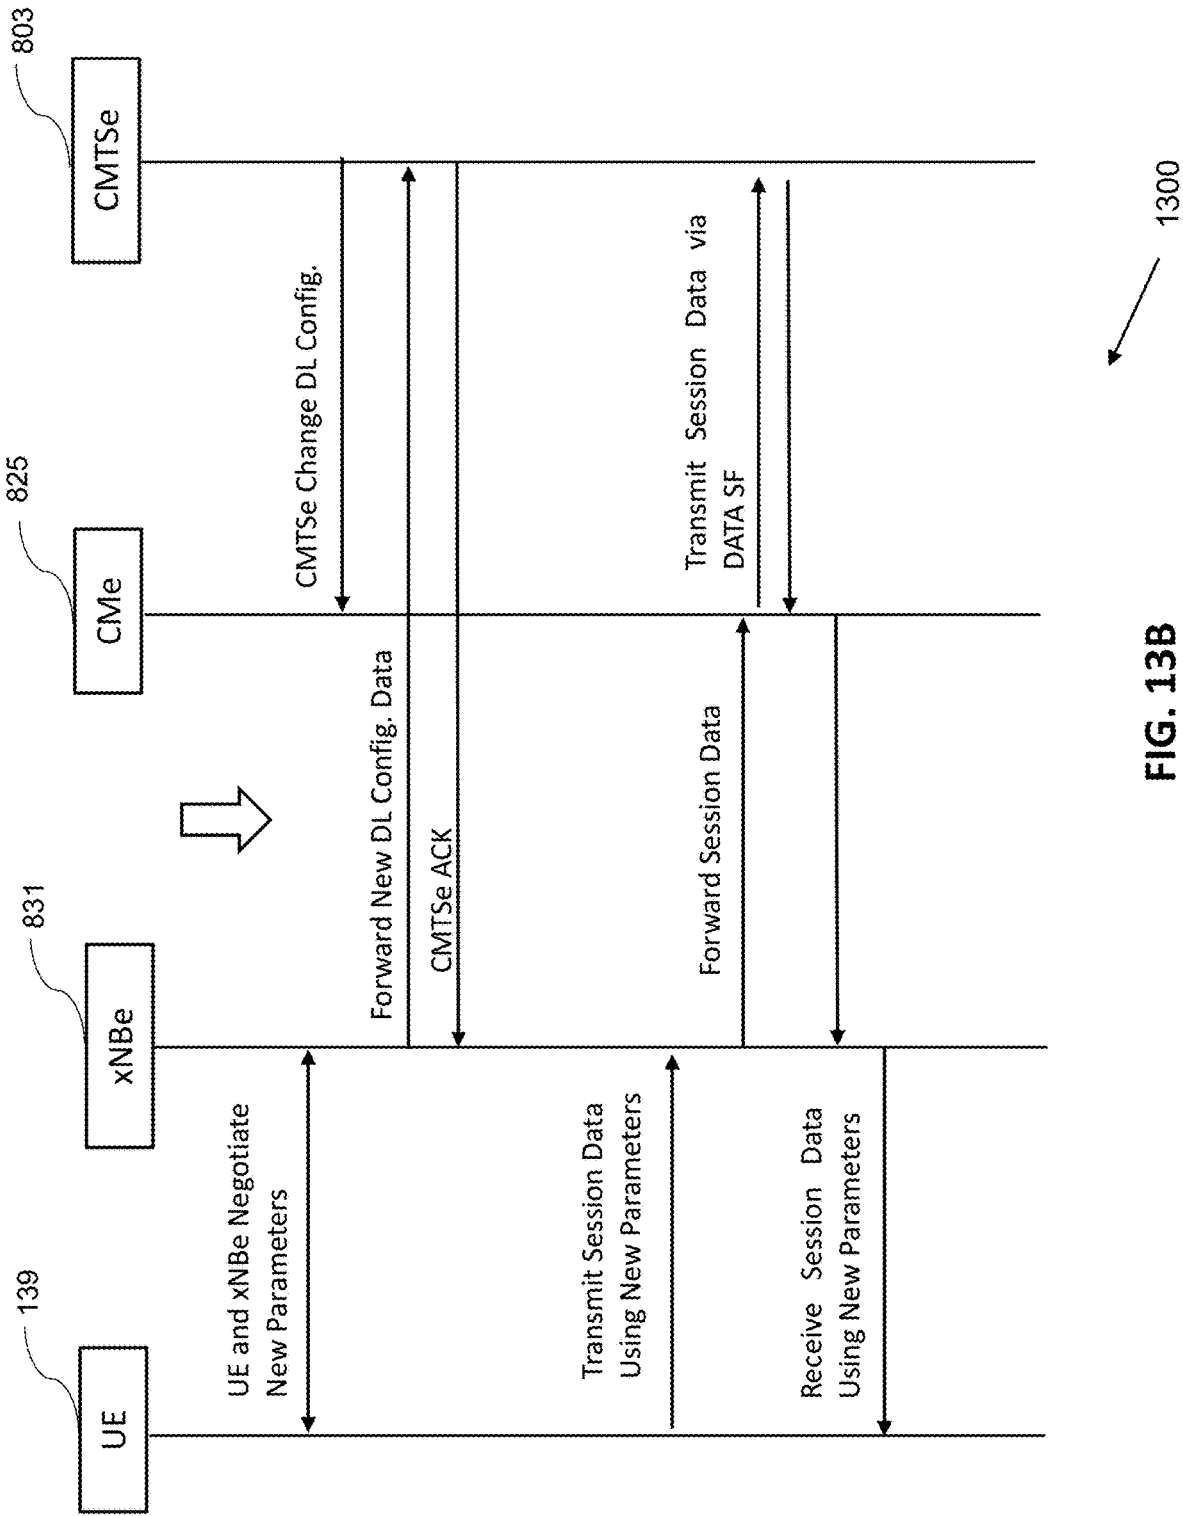 139
831
825
803
UE
xNBe
CMe
CMTSe
UE and xNBe Negotiate
New Parameters
CMTSe Change DL Config.
Forward New DL Config. Data
CMTSe ACK
Transmit Session Data
Using New Parameters
Forward Session Data
Transmit Session Data via
DATA SF
Receive Session Data
Using New Parameters
1300
FIG. 13B